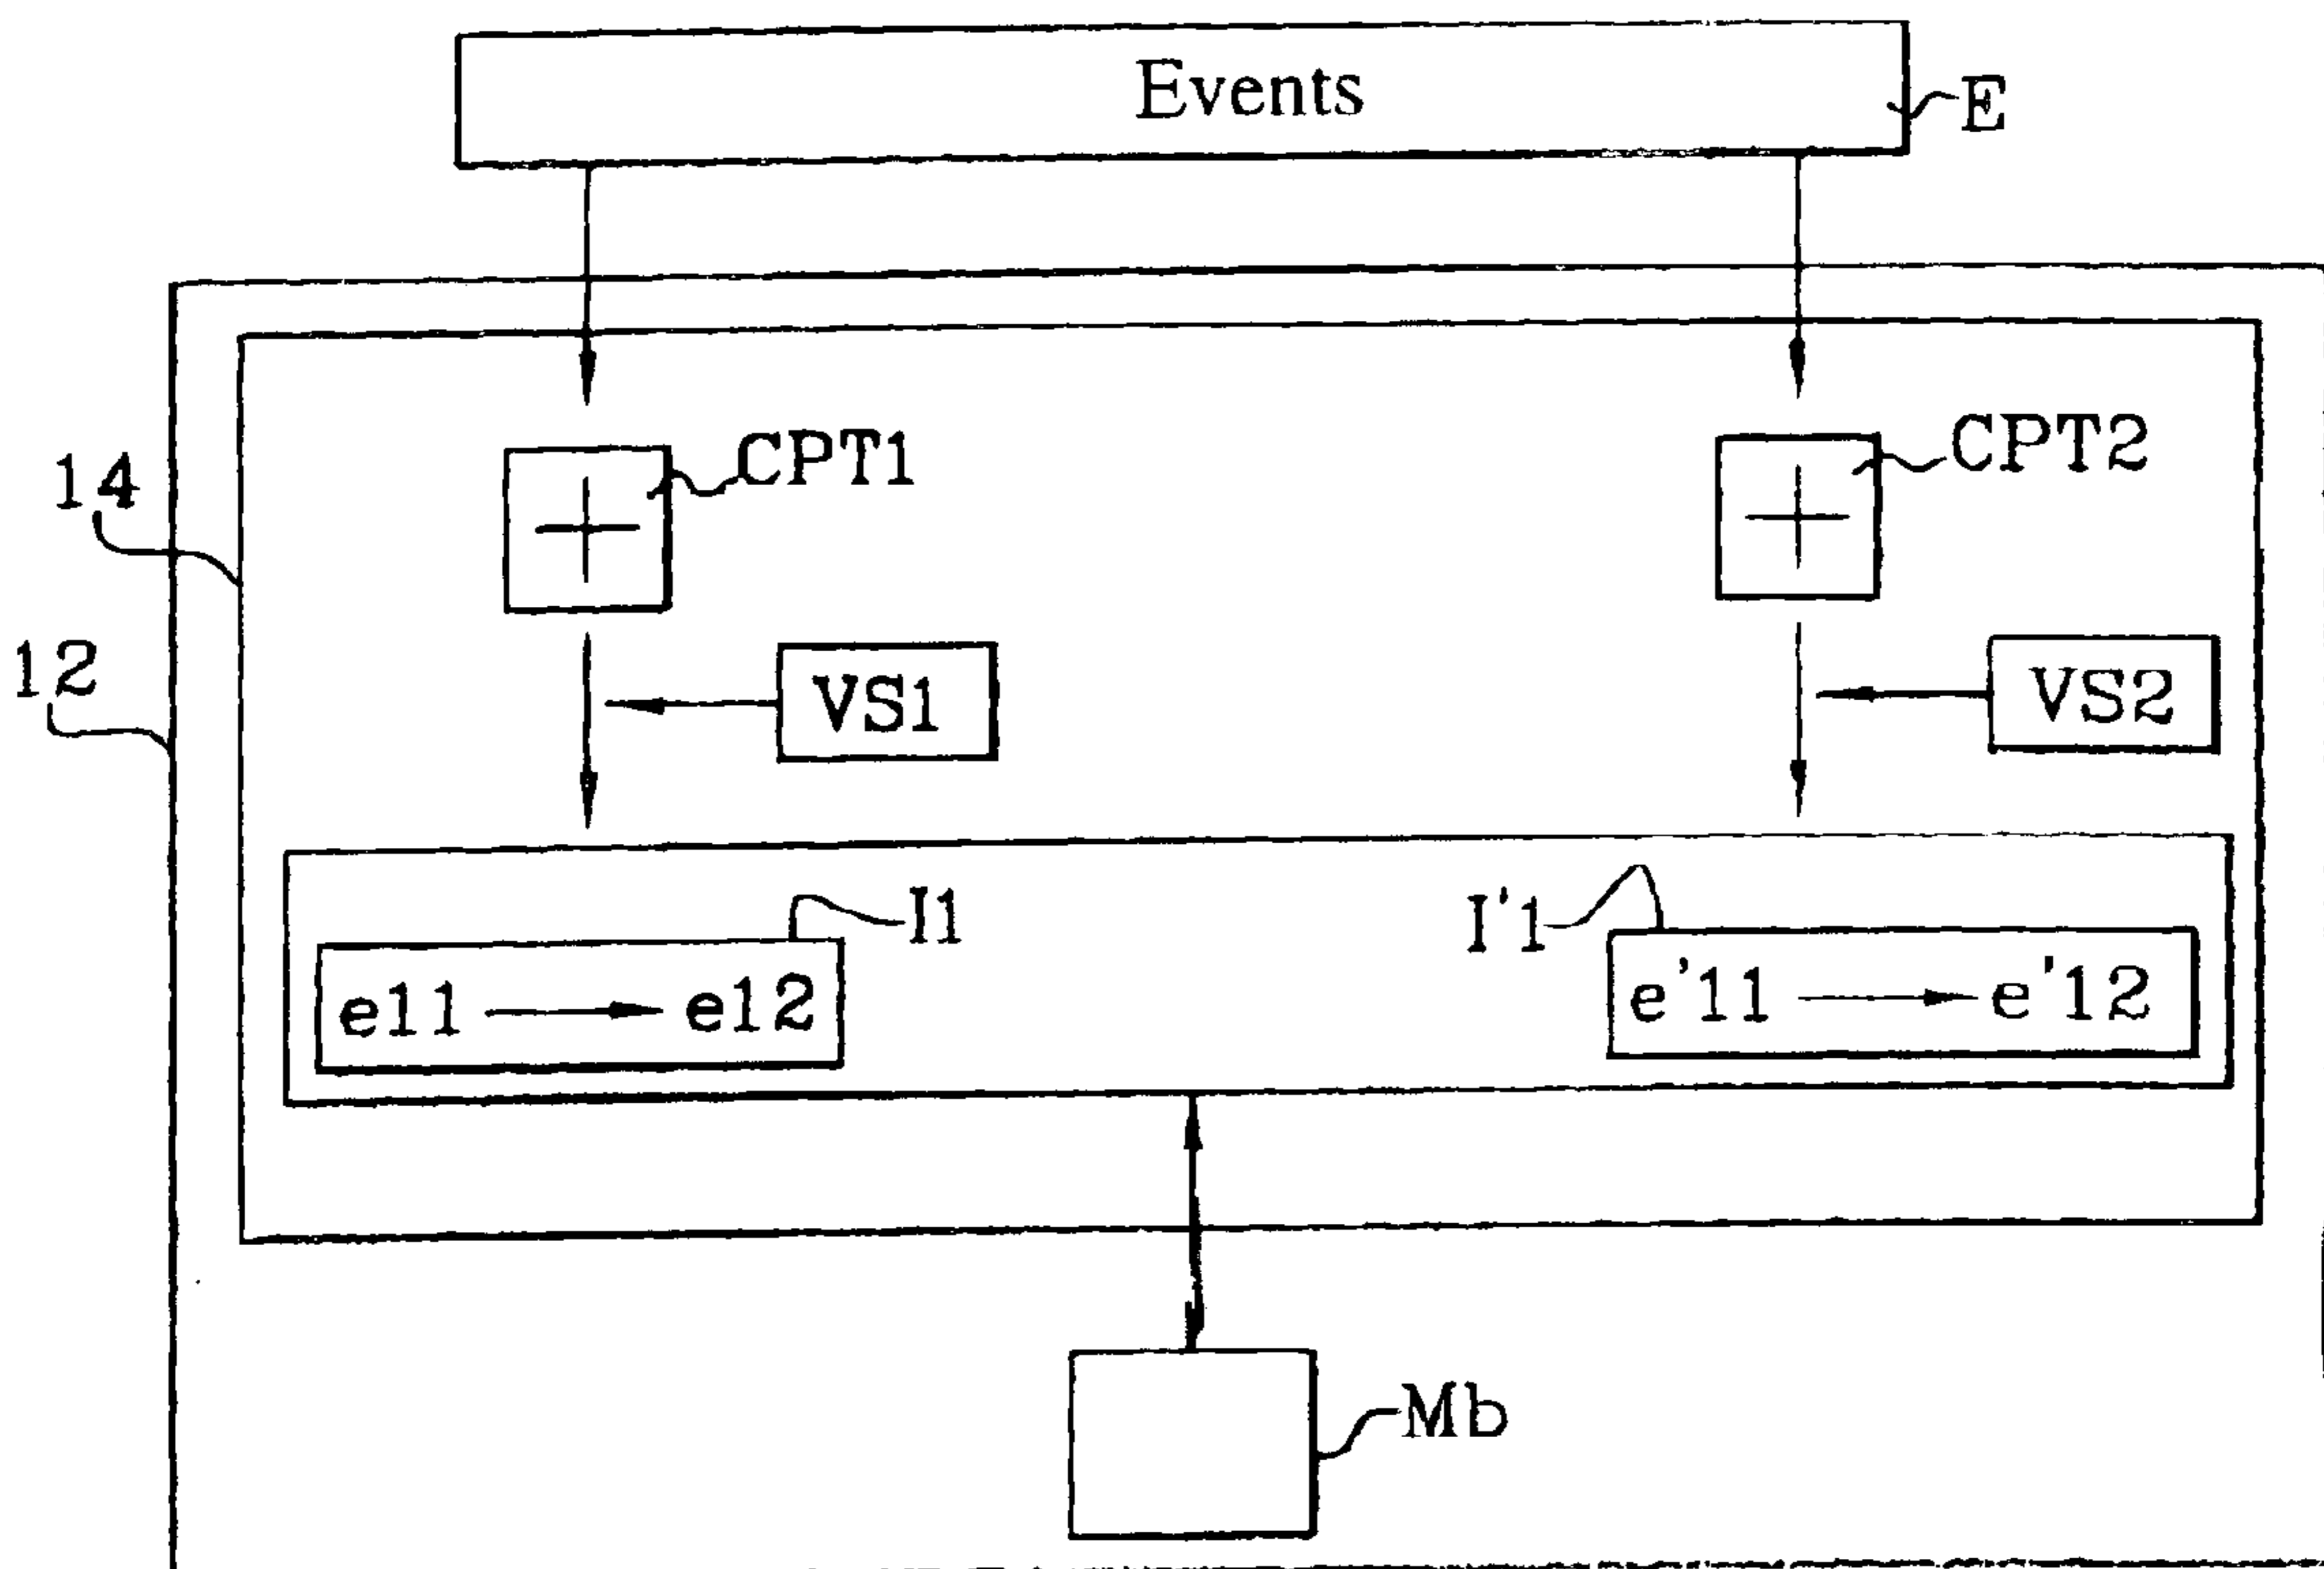 Events
E
CPT1
CPT2
14
12
VS1
VS2
I1
I'1
e11
e12
e'11
e'12
Mb